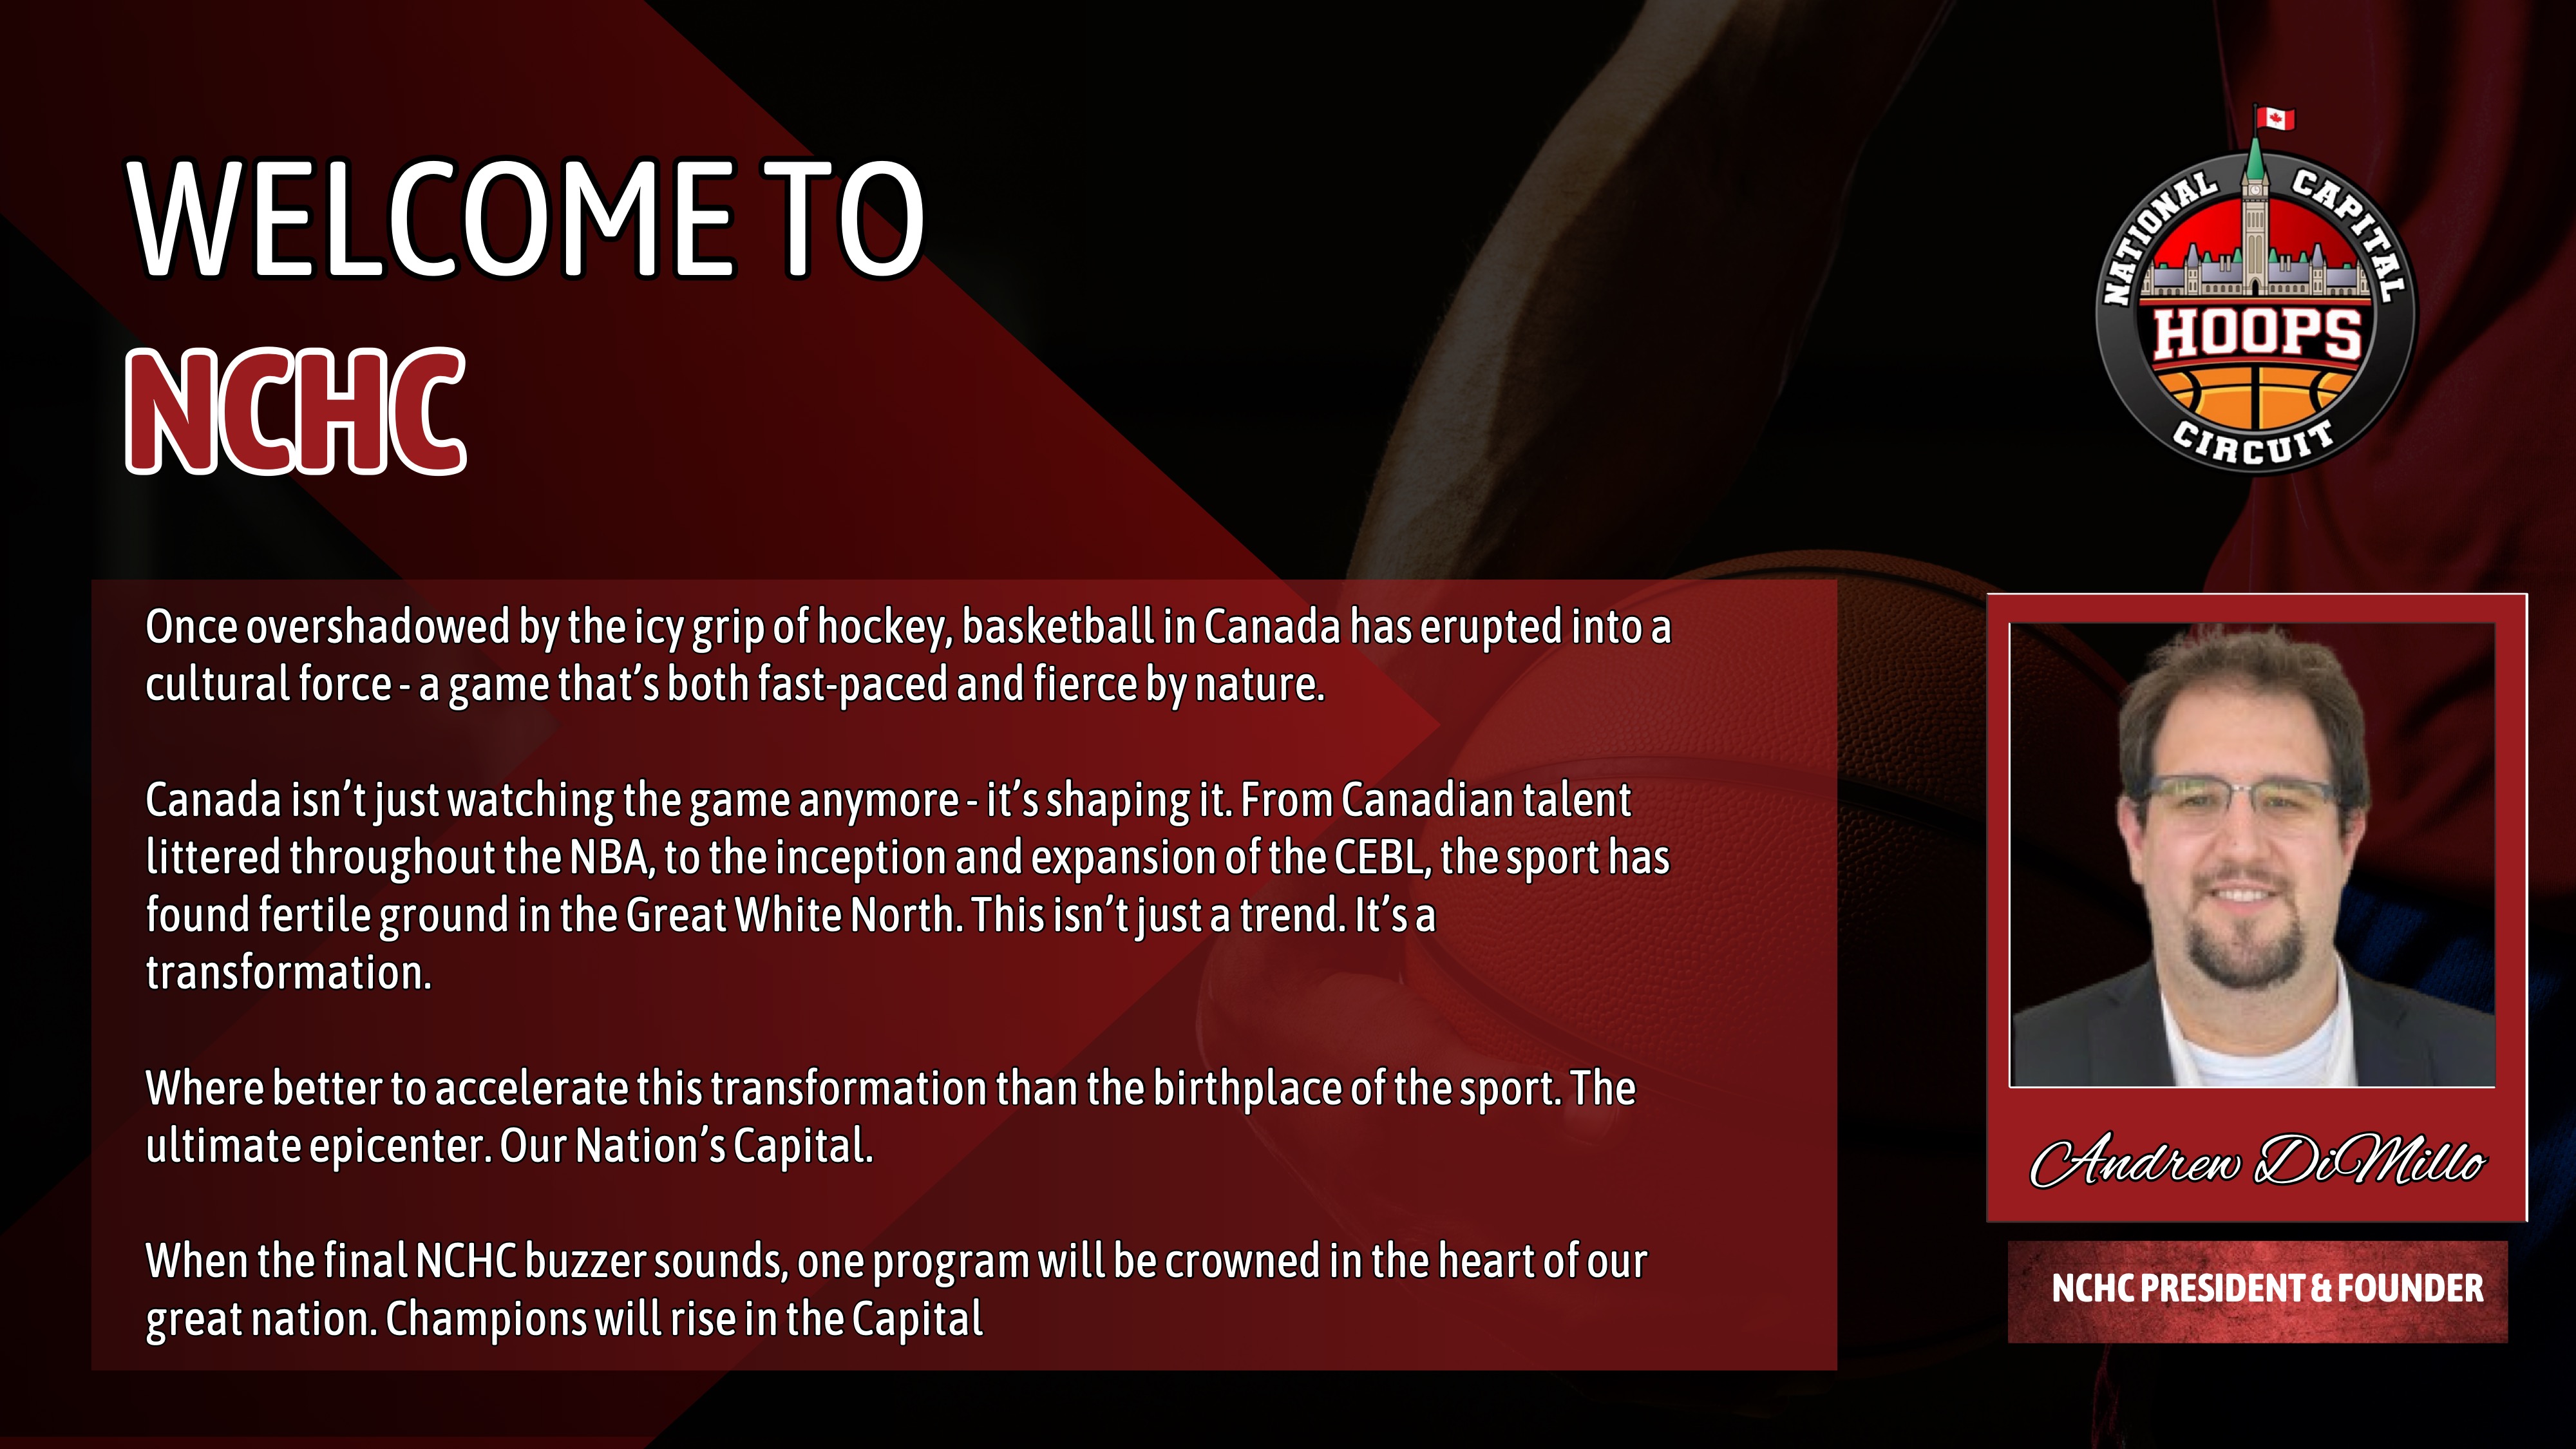 WELCOME TO
NCHC
NATIONAL CAPITAL
HOOPS
CIRCUIT
Once overshadowed by the icy grip of hockey, basketball in Canada has erupted into a
cultural force - a game that’s both fast-paced and fierce by nature.
Canada isn’t just watching the game anymore - it’s shaping it. From Canadian talent
littered throughout the NBA, to the inception and expansion of the CEBL, the sport has
found fertile ground in the Great White North. This isn’t just a trend. It’s a
transformation.
Where better to accelerate this transformation than the birthplace of the sport. The
ultimate epicenter. Our Nation’s Capital.
When the final NCHC buzzer sounds, one program will be crowned in the heart of our
great nation. Champions will rise in the Capital
Andrew DiMillo
NCHC PRESIDENT & FOUNDER